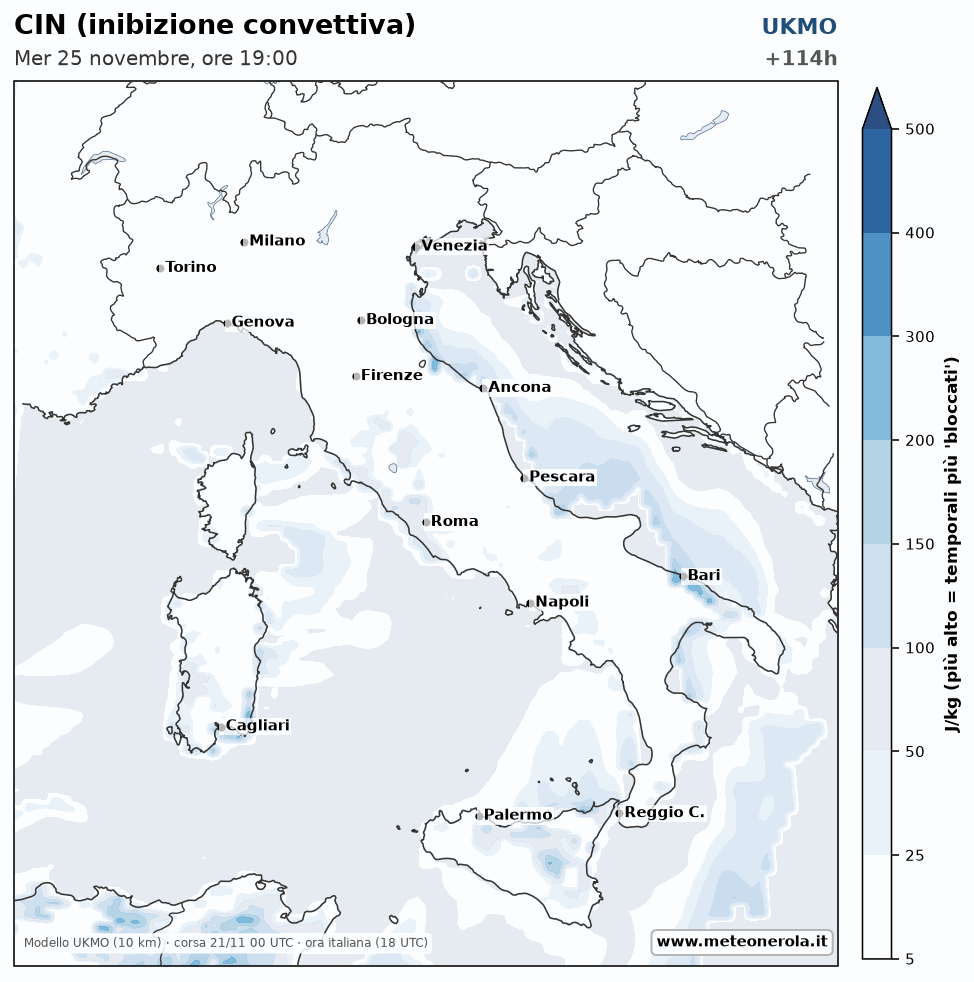 CIN (inibizione convettiva)
UKMO
Mer 25 novembre, ore 19:00
+114h
500
400
300
200
150
100
50
25
5
J/kg (più alto = temporali più 'bloccati')
Milano
Venezia
Torino
Genova
Bologna
Firenze
Ancona
Pescara
Roma
Bari
Napoli
Cagliari
Palermo
Reggio C.
Modello UKMO (10 km) · corsa 21/11 00 UTC · ora italiana (18 UTC)
www.meteonerola.it